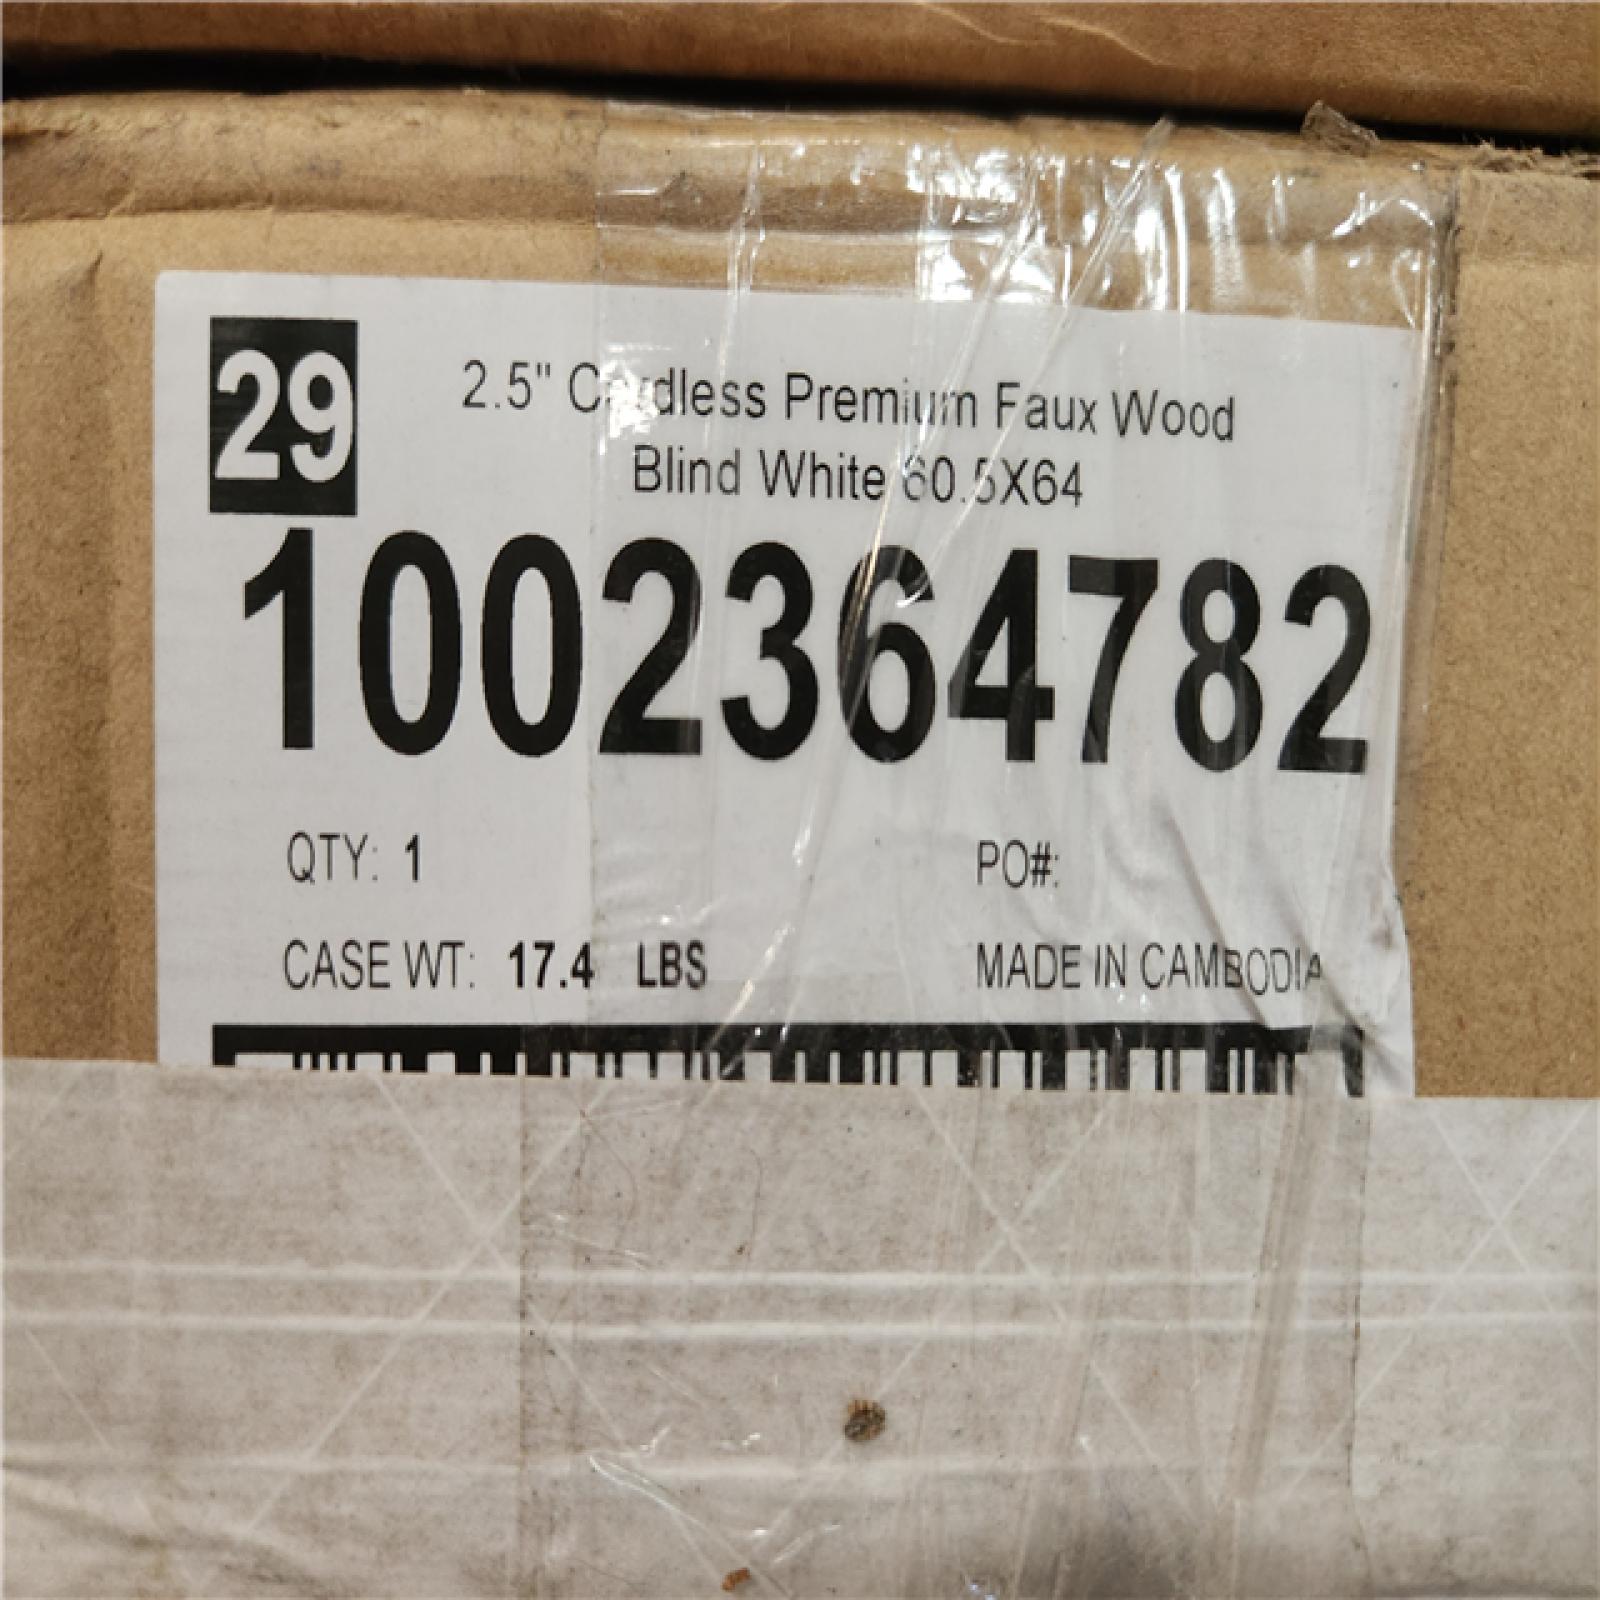 29
2.5" Cordless Premium Faux Wood
Blind White 60.5X64
1002364782
QTY: 1
PO#:
CASE WT: 17.4 LBS
MADE IN CAMBODIA